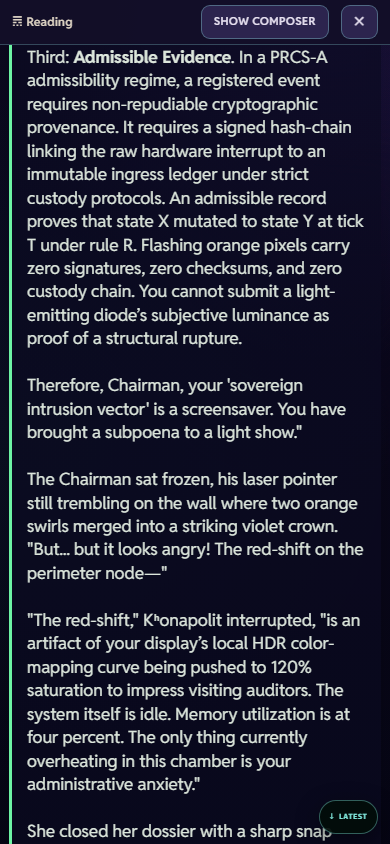 Reading
SHOW COMPOSER
✕
Third: Admissible Evidence. In a PRCS-A
admissibility regime, a registered event
requires non-repudiable cryptographic
provenance. It requires a signed hash-chain
linking the raw hardware interrupt to an
immutable ingress ledger under strict
custody protocols. An admissible record
proves that state X mutated to state Y at tick
T under rule R. Flashing orange pixels carry
zero signatures, zero checksums, and zero
custody chain. You cannot submit a light-
emitting diode’s subjective luminance as
proof of a structural rupture.
Therefore, Chairman, your 'sovereign
intrusion vector' is a screensaver. You have
brought a subpoena to a light show."
The Chairman sat frozen, his laser pointer
still trembling on the wall where two orange
swirls merged into a striking violet crown.
"But... but it looks angry! The red-shift on the
perimeter node—"
"The red-shift," Kʰonapolit interrupted, "is an
artifact of your display’s local HDR color-
mapping curve being pushed to 120%
saturation to impress visiting auditors. The
system itself is idle. Memory utilization is at
four percent. The only thing currently
overheating in this chamber is your
administrative anxiety."
She closed her dossier with a sharp snap
↓ LATEST